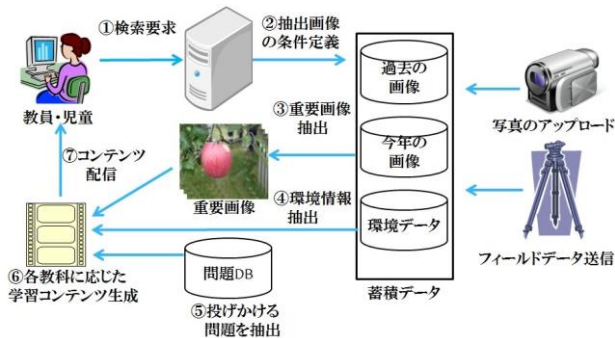 ①検索要求
②抽出画像
の条件定義
過去の
画像
教員・児童
写真のアップロード
③重要画像
抽出
今年の
画像
⑦コンテンツ
配信
重要画像
④環境情報
抽出
環境データ
フィールドデータ送信
⑥各教科に応じた
学習コンテンツ生成
問題DB
蓄積データ
⑤投げかける
問題を抽出